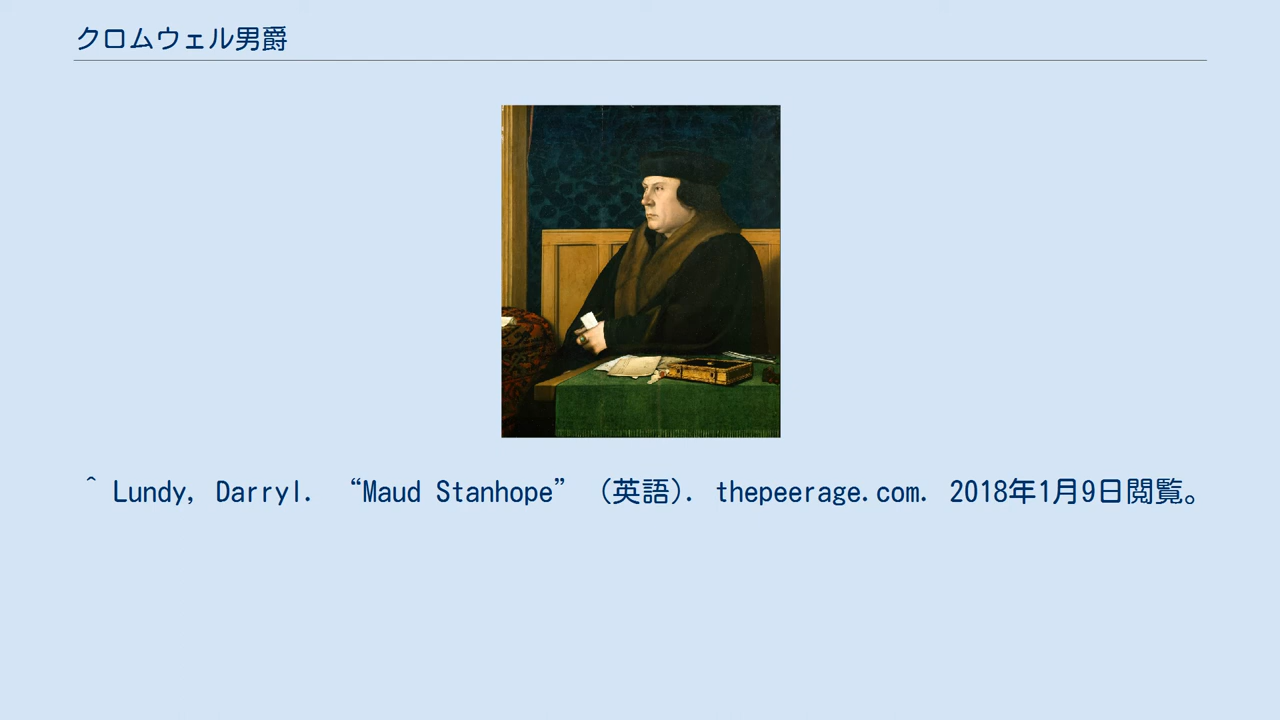 クロムウェル男爵
^ Lundy, Darryl. “Maud Stanhope” （英語）. thepeerage.com. 2018年1月9日閲覧。